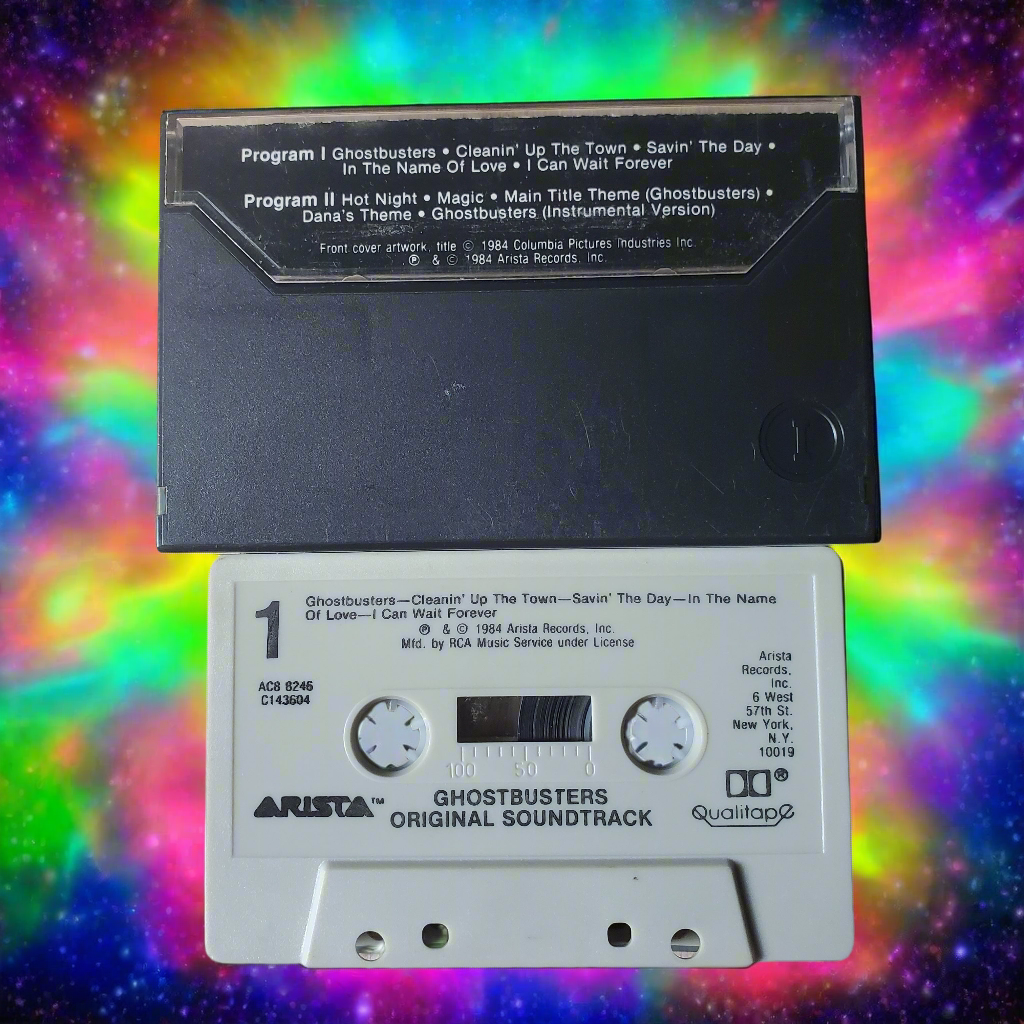 Program I Ghostbusters • Cleanin' Up The Town • Savin' The Day •
In The Name Of Love • I Can Wait Forever
Program II Hot Night • Magic • Main Title Theme (Ghostbusters) •
Dana's Theme • Ghostbusters (Instrumental Version)
Front cover artwork, title © 1984 Columbia Pictures Industries Inc.
℗ & © 1984 Arista Records, Inc.
I
1
Ghostbusters—Cleanin' Up The Town—Savin' The Day—In The Name
Of Love—I Can Wait Forever
℗ & © 1984 Arista Records, Inc.
Mfd. by RCA Music Service under License
AC8 8246
C143604
Arista
Records,
Inc.
6 West
57th St.
New York,
N.Y.
10019
100 50 0
ARISTA™
GHOSTBUSTERS
ORIGINAL SOUNDTRACK
®
Qualitape